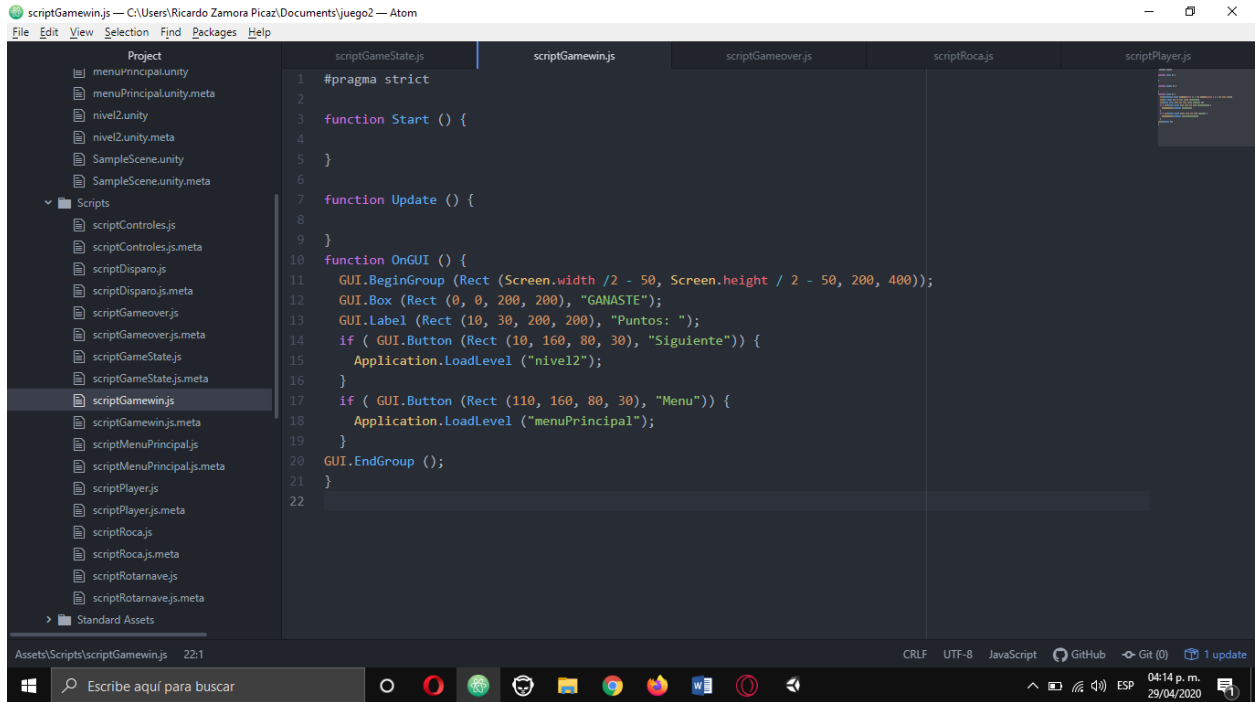 scriptGamewin.js — C:\Users\Ricardo Zamora Picaz\Documents\juego2 — Atom
File Edit View Selection Find Packages Help
Project
menuPrincipal.unity
menuPrincipal.unity.meta
nivel2.unity
nivel2.unity.meta
SampleScene.unity
SampleScene.unity.meta
Scripts
scriptControles.js
scriptControles.js.meta
scriptDisparo.js
scriptDisparo.js.meta
scriptGameover.js
scriptGameover.js.meta
scriptGameState.js
scriptGameState.js.meta
scriptGamewin.js
scriptGamewin.js.meta
scriptMenuPrincipal.js
scriptMenuPrincipal.js.meta
scriptPlayer.js
scriptPlayer.js.meta
scriptRoca.js
scriptRoca.js.meta
scriptRotarnave.js
scriptRotarnave.js.meta
Standard Assets
scriptGameState.js scriptGamewin.js scriptGameover.js scriptRoca.js scriptPlayer.js
1 #pragma strict
2
3 function Start () {
4
5 }
6
7 function Update () {
8
9 }
10 function OnGUI () {
11 GUI.BeginGroup (Rect (Screen.width /2 - 50, Screen.height / 2 - 50, 200, 400));
12 GUI.Box (Rect (0, 0, 200, 200), "GANASTE");
13 GUI.Label (Rect (10, 30, 200, 200), "Puntos: ");
14 if ( GUI.Button (Rect (10, 160, 80, 30), "Siguiente")) {
15 Application.LoadLevel ("nivel2");
16 }
17 if ( GUI.Button (Rect (110, 160, 80, 30), "Menu")) {
18 Application.LoadLevel ("menuPrincipal");
19 }
20 GUI.EndGroup ();
21 }
22
Assets\Scripts\scriptGamewin.js 22:1 CRLF UTF-8 JavaScript GitHub Git (0) 1 update
Escribe aquí para buscar
ESP
04:14 p. m.
29/04/2020
1